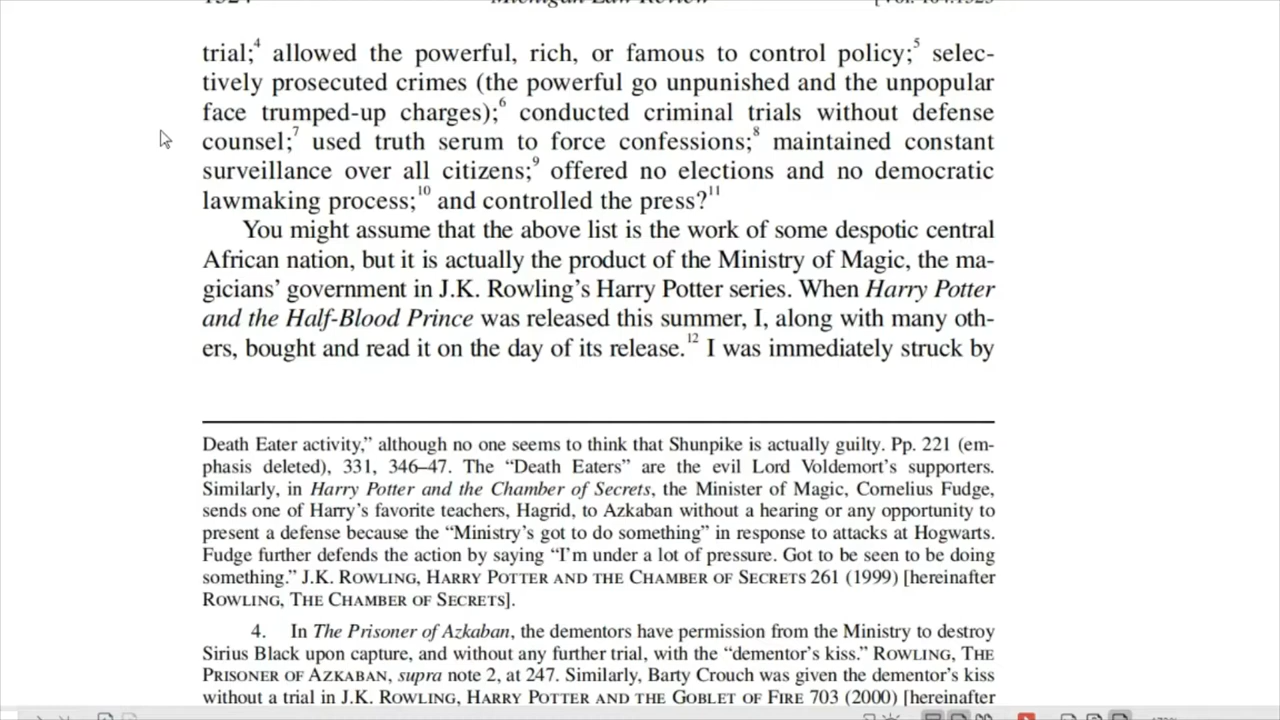 trial;4 allowed the powerful, rich, or famous to control policy;5 selec-
tively prosecuted crimes (the powerful go unpunished and the unpopular
face trumped-up charges);6 conducted criminal trials without defense
counsel;7 used truth serum to force confessions;8 maintained constant
surveillance over all citizens;9 offered no elections and no democratic
lawmaking process;10 and controlled the press?11
You might assume that the above list is the work of some despotic central
African nation, but it is actually the product of the Ministry of Magic, the ma-
gicians’ government in J.K. Rowling’s Harry Potter series. When Harry Potter
and the Half-Blood Prince was released this summer, I, along with many oth-
ers, bought and read it on the day of its release.12 I was immediately struck by
Death Eater activity,” although no one seems to think that Shunpike is actually guilty. Pp. 221 (em-
phasis deleted), 331, 346–47. The “Death Eaters” are the evil Lord Voldemort’s supporters.
Similarly, in Harry Potter and the Chamber of Secrets, the Minister of Magic, Cornelius Fudge,
sends one of Harry’s favorite teachers, Hagrid, to Azkaban without a hearing or any opportunity to
present a defense because the “Ministry’s got to do something” in response to attacks at Hogwarts.
Fudge further defends the action by saying “I’m under a lot of pressure. Got to be seen to be doing
something.” J.K. ROWLING, HARRY POTTER AND THE CHAMBER OF SECRETS 261 (1999) [hereinafter
ROWLING, THE CHAMBER OF SECRETS].
4. In The Prisoner of Azkaban, the dementors have permission from the Ministry to destroy
Sirius Black upon capture, and without any further trial, with the “dementor’s kiss.” ROWLING, THE
PRISONER OF AZKABAN, supra note 2, at 247. Similarly, Barty Crouch was given the dementor’s kiss
without a trial in J.K. ROWLING, HARRY POTTER AND THE GOBLET OF FIRE 703 (2000) [hereinafter